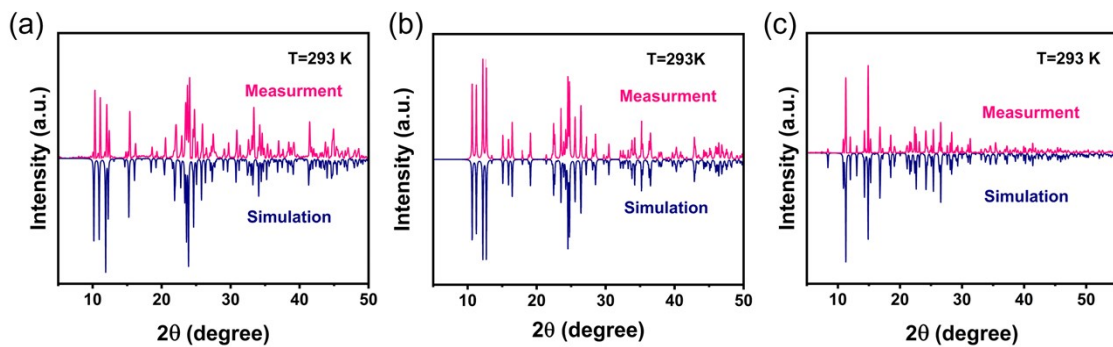 (a)
T=293 K
Measurment
Simulation
Intensity (a.u.)
10 20 30 40 50
2θ (degree)
(b)
T=293K
Measurment
Simulation
Intensity (a.u.)
10 20 30 40 50
2θ (degree)
(c)
T=293 K
Measurment
Simulation
Intensity (a.u.)
10 20 30 40 50
2θ (degree)